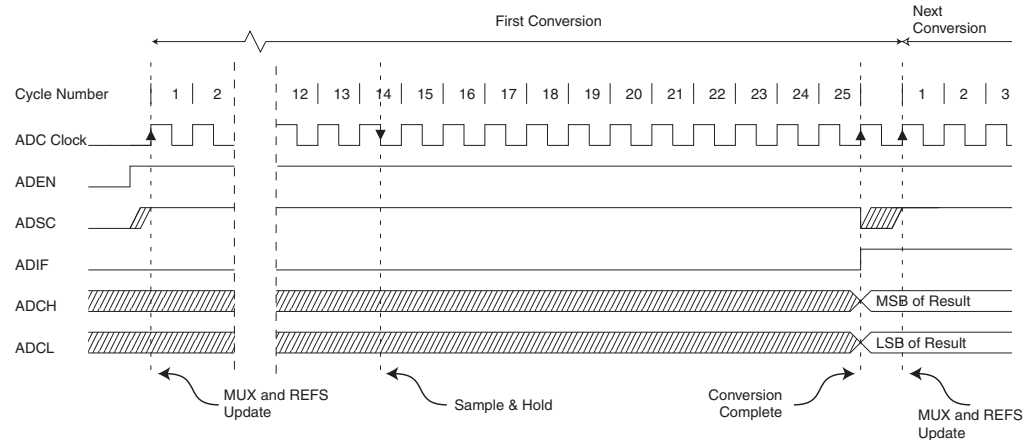 First Conversion
Next
Conversion
Cycle Number 1 2 12 13 14 15 16 17 18 19 20 21 22 23 24 25 1 2 3
ADC Clock
ADEN
ADSC
ADIF
ADCH MSB of Result
ADCL LSB of Result
MUX and REFS
Update
Sample & Hold
Conversion
Complete
MUX and REFS
Update